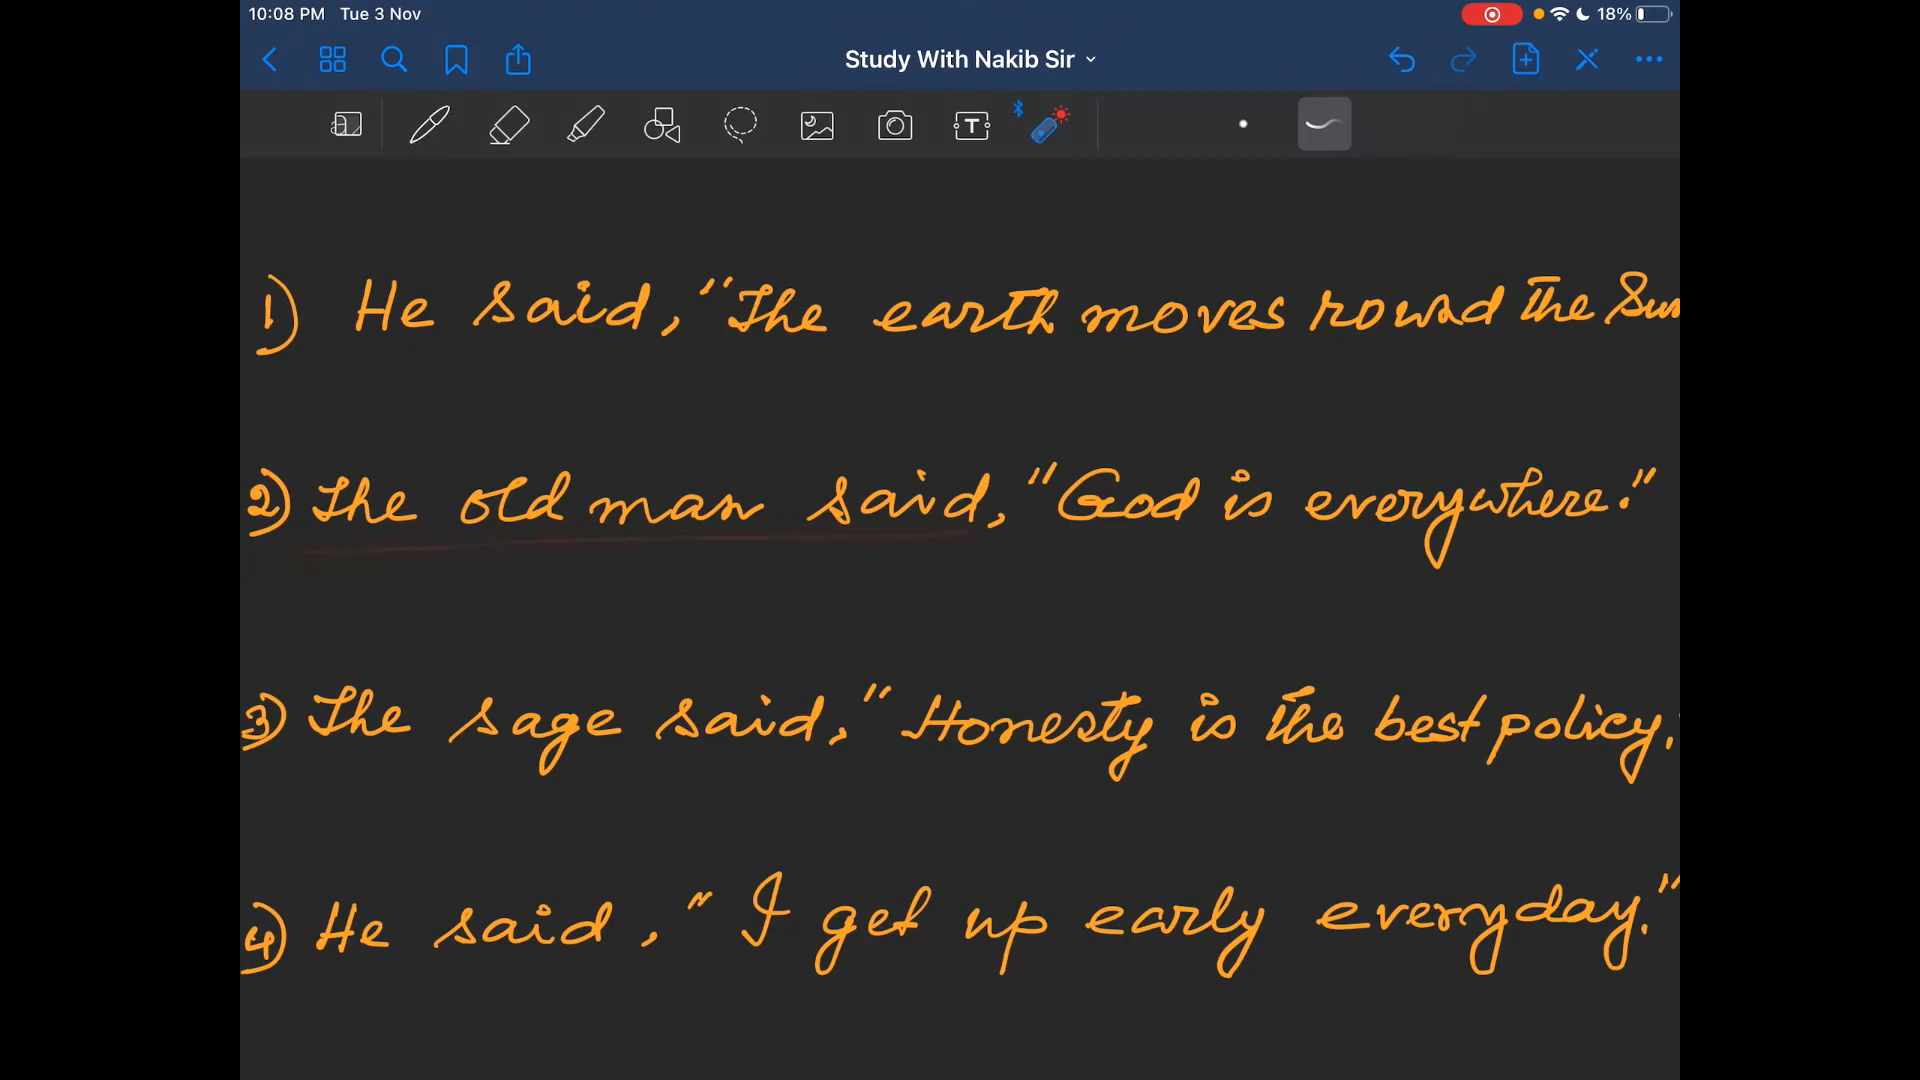 10:08 PM Tue 3 Nov 18%
Study With Nakib Sir
T
1) He said, "The earth moves round the Sun
2) The old man said, "God is everywhere."
3) The sage said, "Honesty is the best policy.
4) He said, "I get up early everyday."